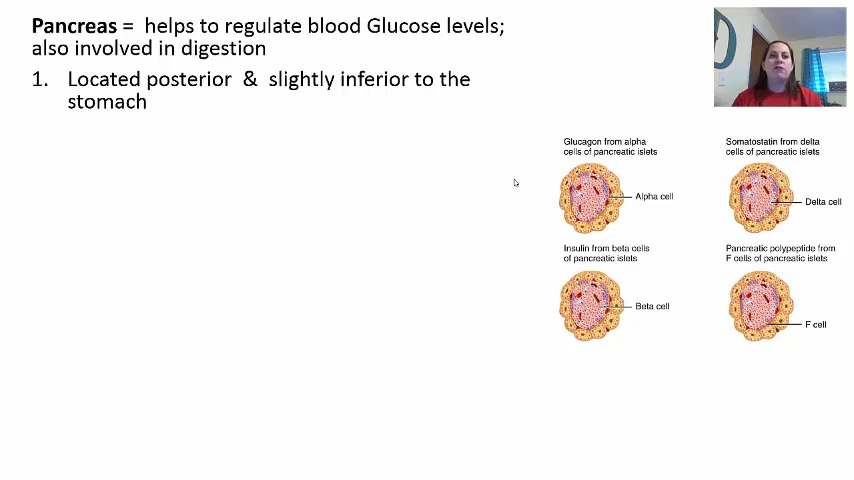 Pancreas = helps to regulate blood Glucose levels;
also involved in digestion
1. Located posterior & slightly inferior to the
stomach
Glucagon from alpha
cells of pancreatic islets
Alpha cell
Somatostatin from delta
cells of pancreatic islets
Delta cell
Insulin from beta cells
of pancreatic islets
Beta cell
Pancreatic polypeptide from
F cells of pancreatic islets
F cell